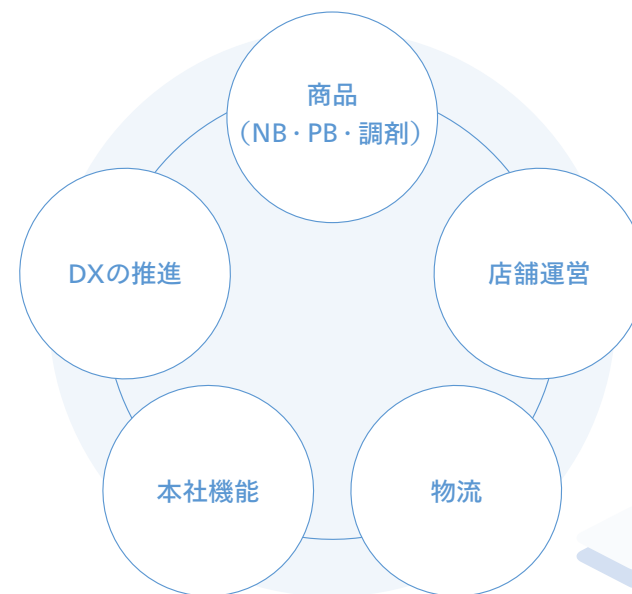 商品
（NB・PB・調剤）
DXの推進
店舗運営
本社機能
物流